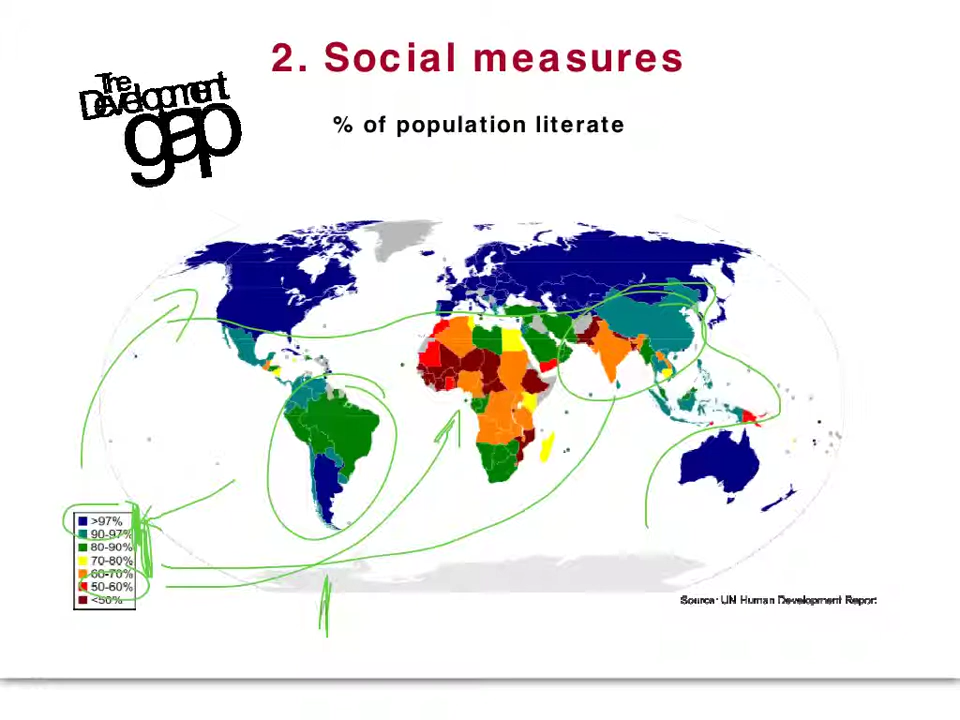 2. Social measures
The
Development
gap
% of population literate
>97%
90-97%
80-90%
70-80%
60-70%
50-60%
<50%
Source: UN Human Development Report